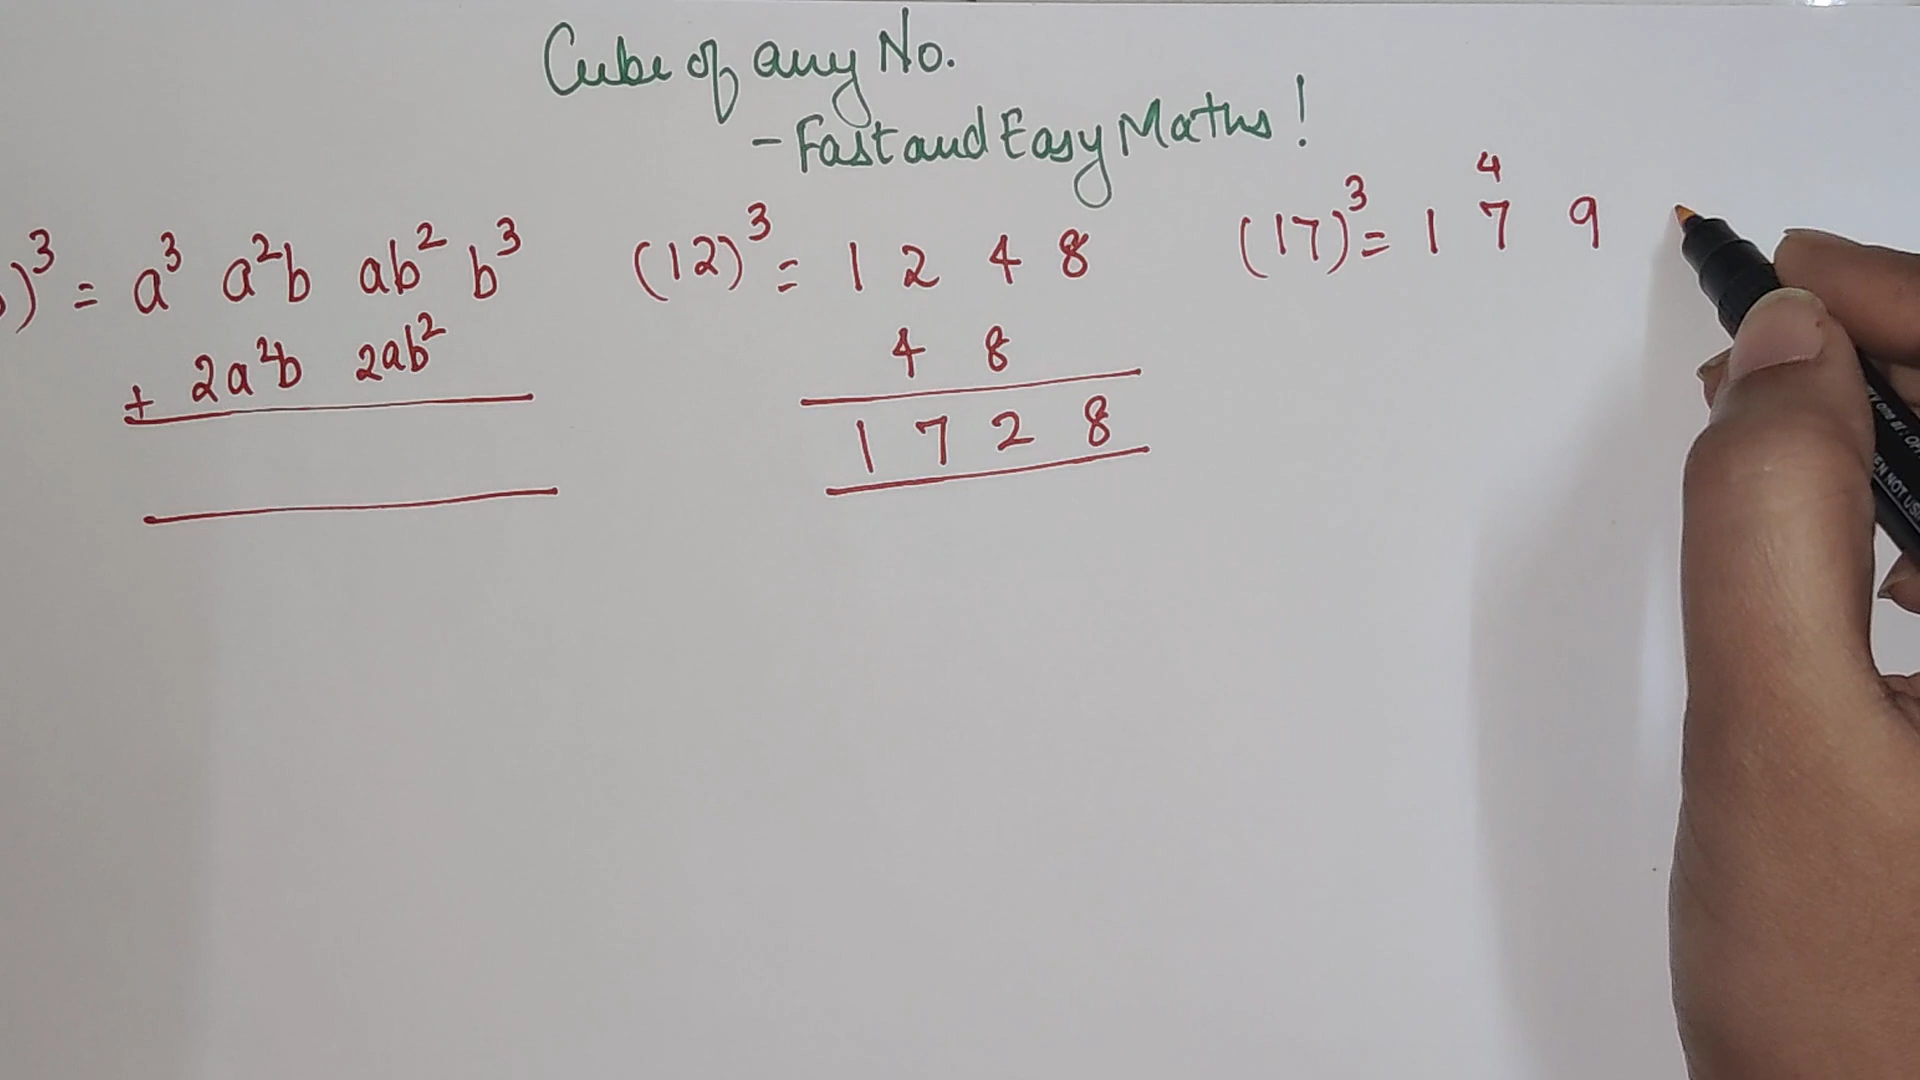 Cube of any No.
- Fast and Easy Maths!
)³ = a³ a²b ab² b³
+ 2a²b 2ab²
(12)³ = 1 2 4 8
4 8
1 7 2 8
4
(17)³ = 1 7 9